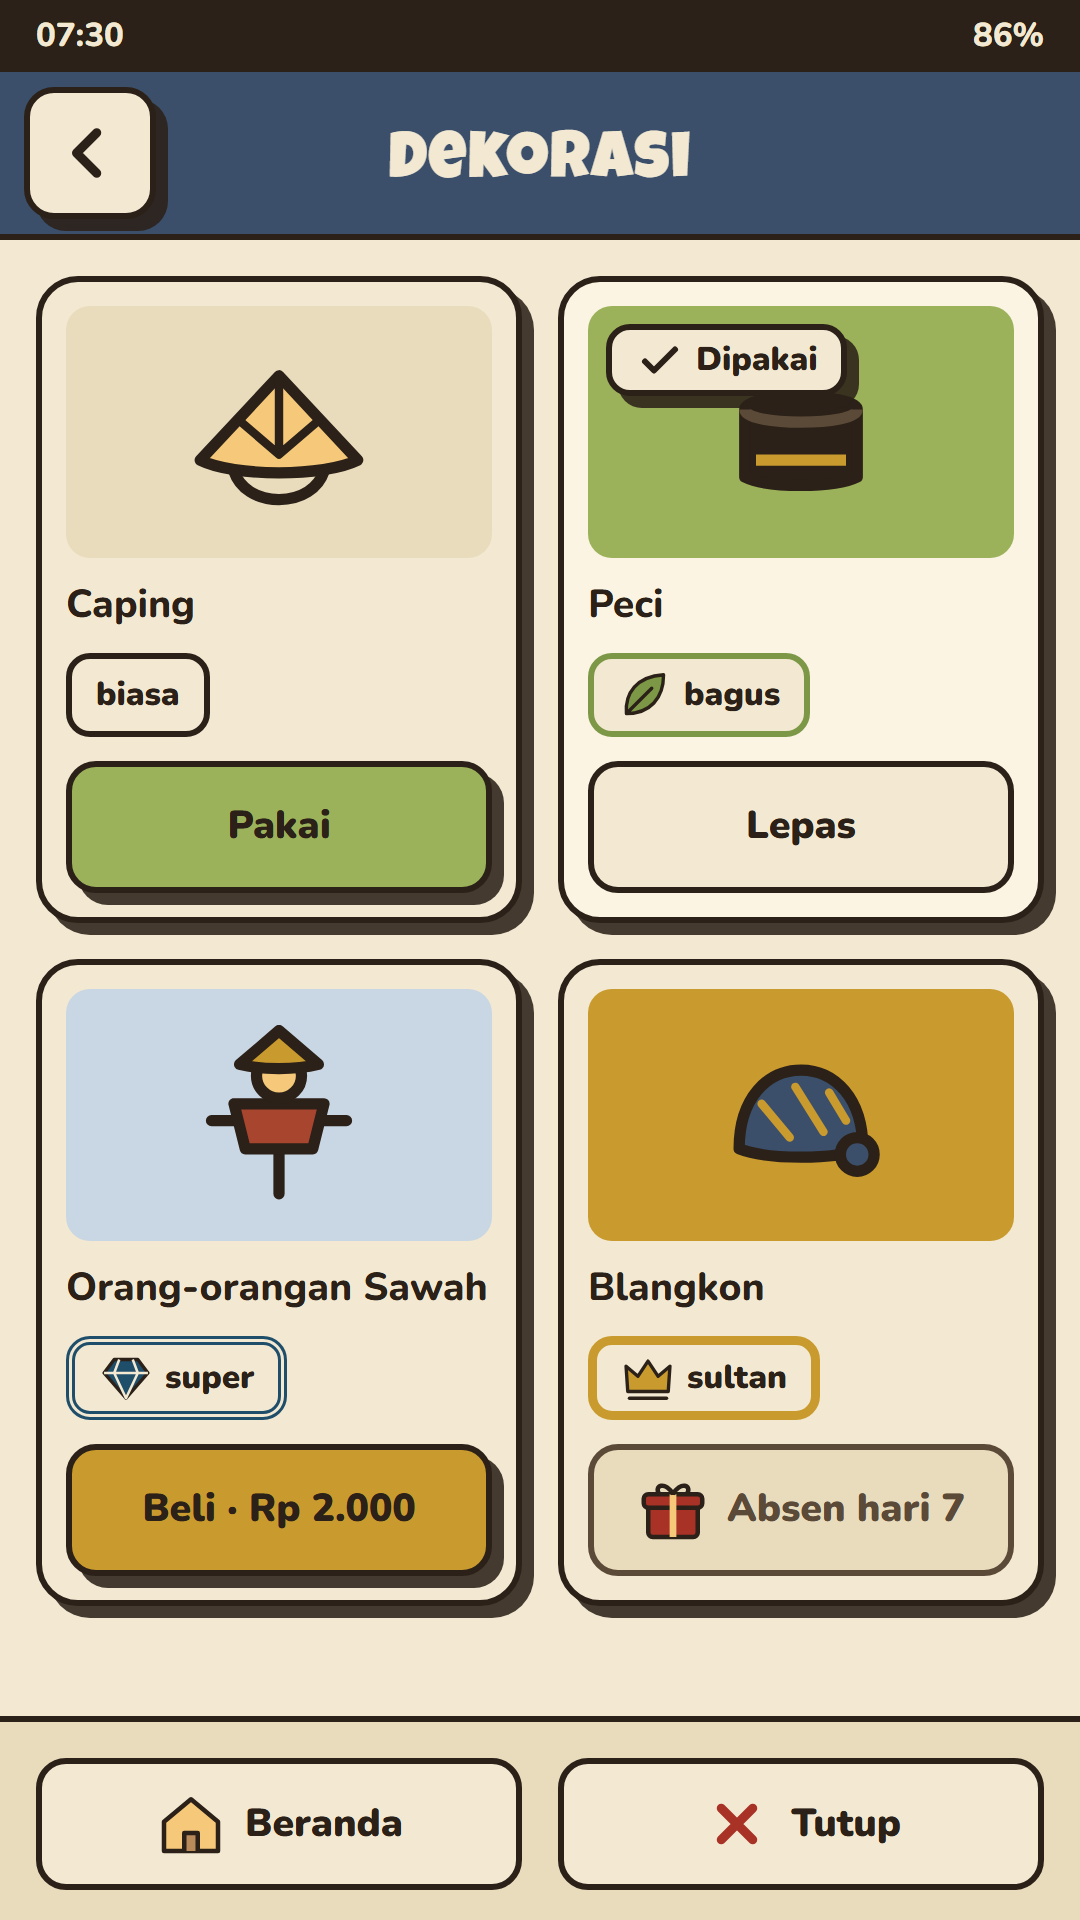 07:30
86%
DeKORASI
Dipakai
Caping
Peci
biasa
bagus
Pakai
Lepas
Orang-orangan Sawah
Blangkon
super
sultan
Beli · Rp 2.000
Absen hari 7
Beranda
Tutup